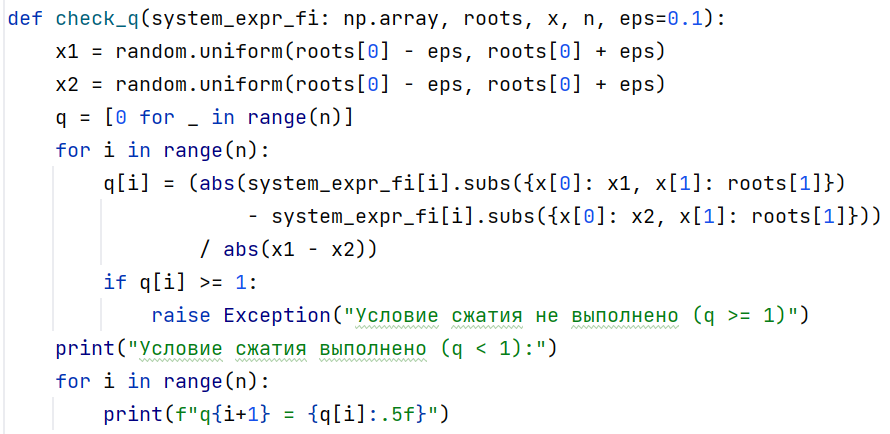 def check_q(system_expr_fi: np.array, roots, x, n, eps=0.1):
    x1 = random.uniform(roots[0] - eps, roots[0] + eps)
    x2 = random.uniform(roots[0] - eps, roots[0] + eps)
    q = [0 for _ in range(n)]
    for i in range(n):
        q[i] = (abs(system_expr_fi[i].subs({x[0]: x1, x[1]: roots[1]})
                    - system_expr_fi[i].subs({x[0]: x2, x[1]: roots[1]}))
                / abs(x1 - x2))
        if q[i] >= 1:
            raise Exception("Условие сжатия не выполнено (q >= 1)")
    print("Условие сжатия выполнено (q < 1):")
    for i in range(n):
        print(f"q{i+1} = {q[i]:.5f}")